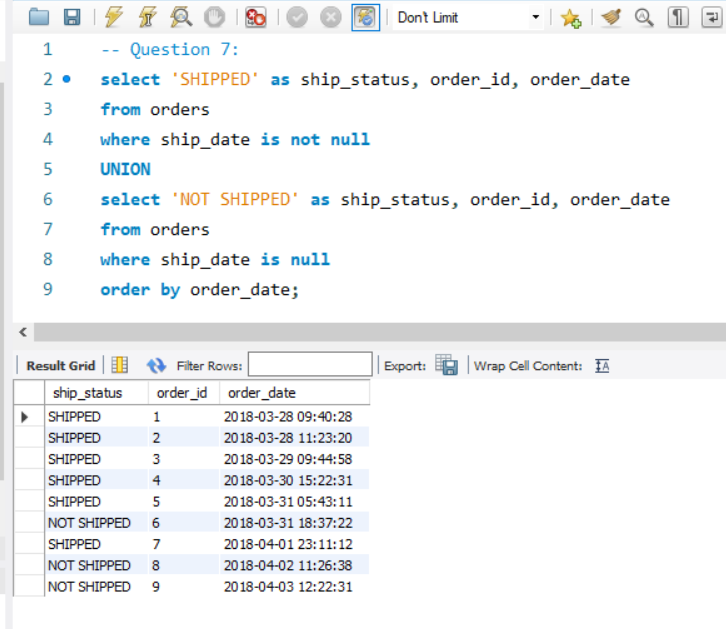 Don't Limit
1 -- Question 7:
2 select 'SHIPPED' as ship_status, order_id, order_date
3 from orders
4 where ship_date is not null
5 UNION
6 select 'NOT SHIPPED' as ship_status, order_id, order_date
7 from orders
8 where ship_date is null
9 order by order_date;
Result Grid Filter Rows: Export: Wrap Cell Content: IA
ship_status order_id order_date
SHIPPED 1 2018-03-28 09:40:28
SHIPPED 2 2018-03-28 11:23:20
SHIPPED 3 2018-03-29 09:44:58
SHIPPED 4 2018-03-30 15:22:31
SHIPPED 5 2018-03-31 05:43:11
NOT SHIPPED 6 2018-03-31 18:37:22
SHIPPED 7 2018-04-01 23:11:12
NOT SHIPPED 8 2018-04-02 11:26:38
NOT SHIPPED 9 2018-04-03 12:22:31